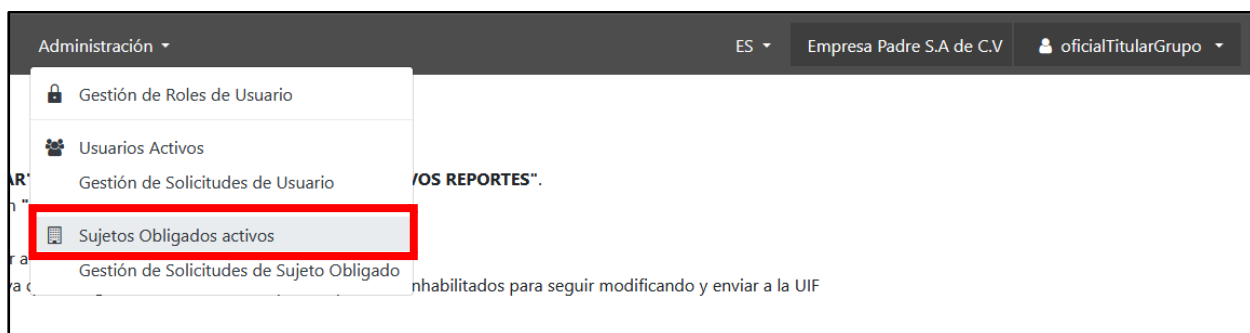 Administración ES Empresa Padre S.A de C.V oficialTitularGrupo
Gestión de Roles de Usuario
Usuarios Activos
Gestión de Solicitudes de Usuario
VOS REPORTES".
Sujetos Obligados activos
Gestión de Solicitudes de Sujeto Obligado
nhabilitados para seguir modificando y enviar a la UIF